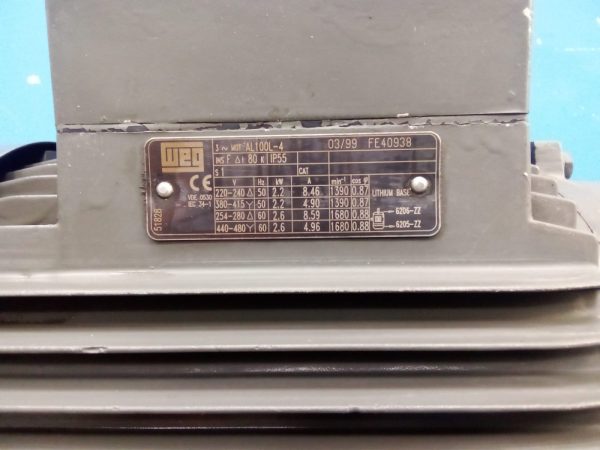 WEG 3~ MOT AL100L-4 03/99 FE40938
INS F Δt 80 K IP55
S1 CAT
CE V Hz kW A min⁻¹ cos φ
VDE 0530 220-240 Δ 50 2.2 8.46 1390 0.87 LITHIUM BASE
IEC 34-1 380-415 Y 50 2.2 4.90 1390 0.87
254-280 Δ 60 2.6 8.59 1680 0.88 6206-ZZ
440-480 Y 60 2.6 4.96 1680 0.88 6205-ZZ
5182B